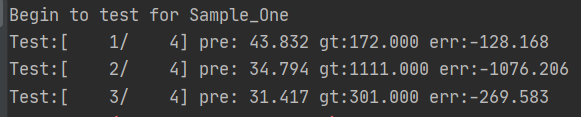 Begin to test for Sample_One
Test:[    1/    4] pre: 43.832 gt:172.000 err:-128.168
Test:[    2/    4] pre: 34.794 gt:1111.000 err:-1076.206
Test:[    3/    4] pre: 31.417 gt:301.000 err:-269.583